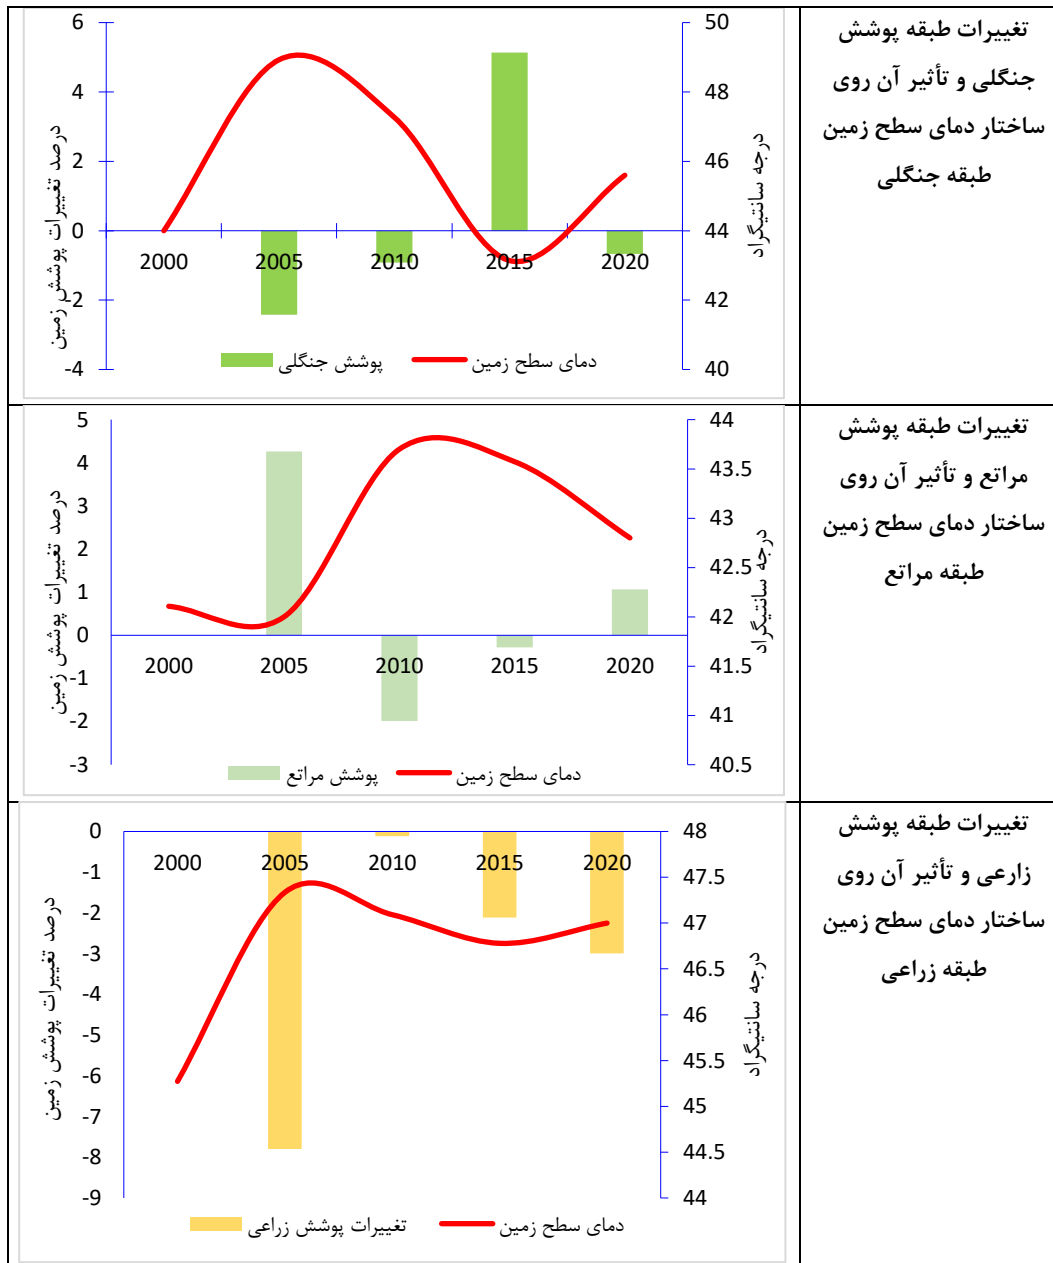 تغییرات طبقه پوشش
جنگلی و تأثیر آن روی
ساختار دمای سطح زمین
طبقه جنگلی
درصد تغییرات پوشش زمین
6
4
2
0
-2
-4
2000 2005 2010 2015 2020
50
48
46
44
42
40
درجه سانتیگراد
پوشش جنگلی دمای سطح زمین
تغییرات طبقه پوشش
مراتع و تأثیر آن روی
ساختار دمای سطح زمین
طبقه مراتع
درصد تغییرات پوشش زمین
5
4
3
2
1
0
-1
-2
-3
2000 2005 2010 2015 2020
44
43.5
43
42.5
42
41.5
41
40.5
درجه سانتیگراد
پوشش مراتع دمای سطح زمین
تغییرات طبقه پوشش
زارعی و تأثیر آن روی
ساختار دمای سطح زمین
طبقه زراعی
درصد تغییرات پوشش زمین
0
-1
-2
-3
-4
-5
-6
-7
-8
-9
2000 2005 2010 2015 2020
48
47.5
47
46.5
46
45.5
45
44.5
44
درجه سانتیگراد
تغییرات پوشش زراعی دمای سطح زمین